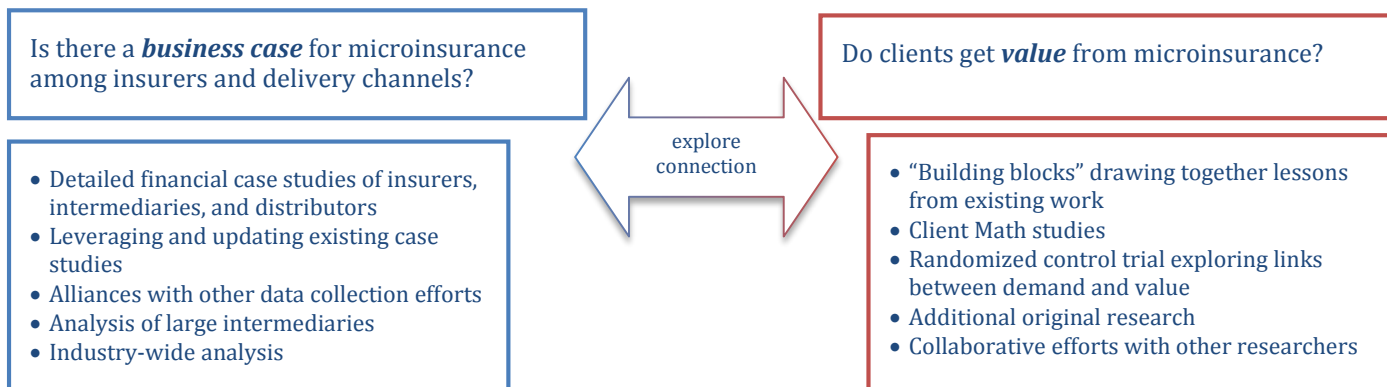 Is there a business case for microinsurance
among insurers and delivery channels?
• Detailed financial case studies of insurers,
intermediaries, and distributors
• Leveraging and updating existing case
studies
• Alliances with other data collection efforts
• Analysis of large intermediaries
• Industry-wide analysis
explore
connection
Do clients get value from microinsurance?
• “Building blocks” drawing together lessons
from existing work
• Client Math studies
• Randomized control trial exploring links
between demand and value
• Additional original research
• Collaborative efforts with other researchers